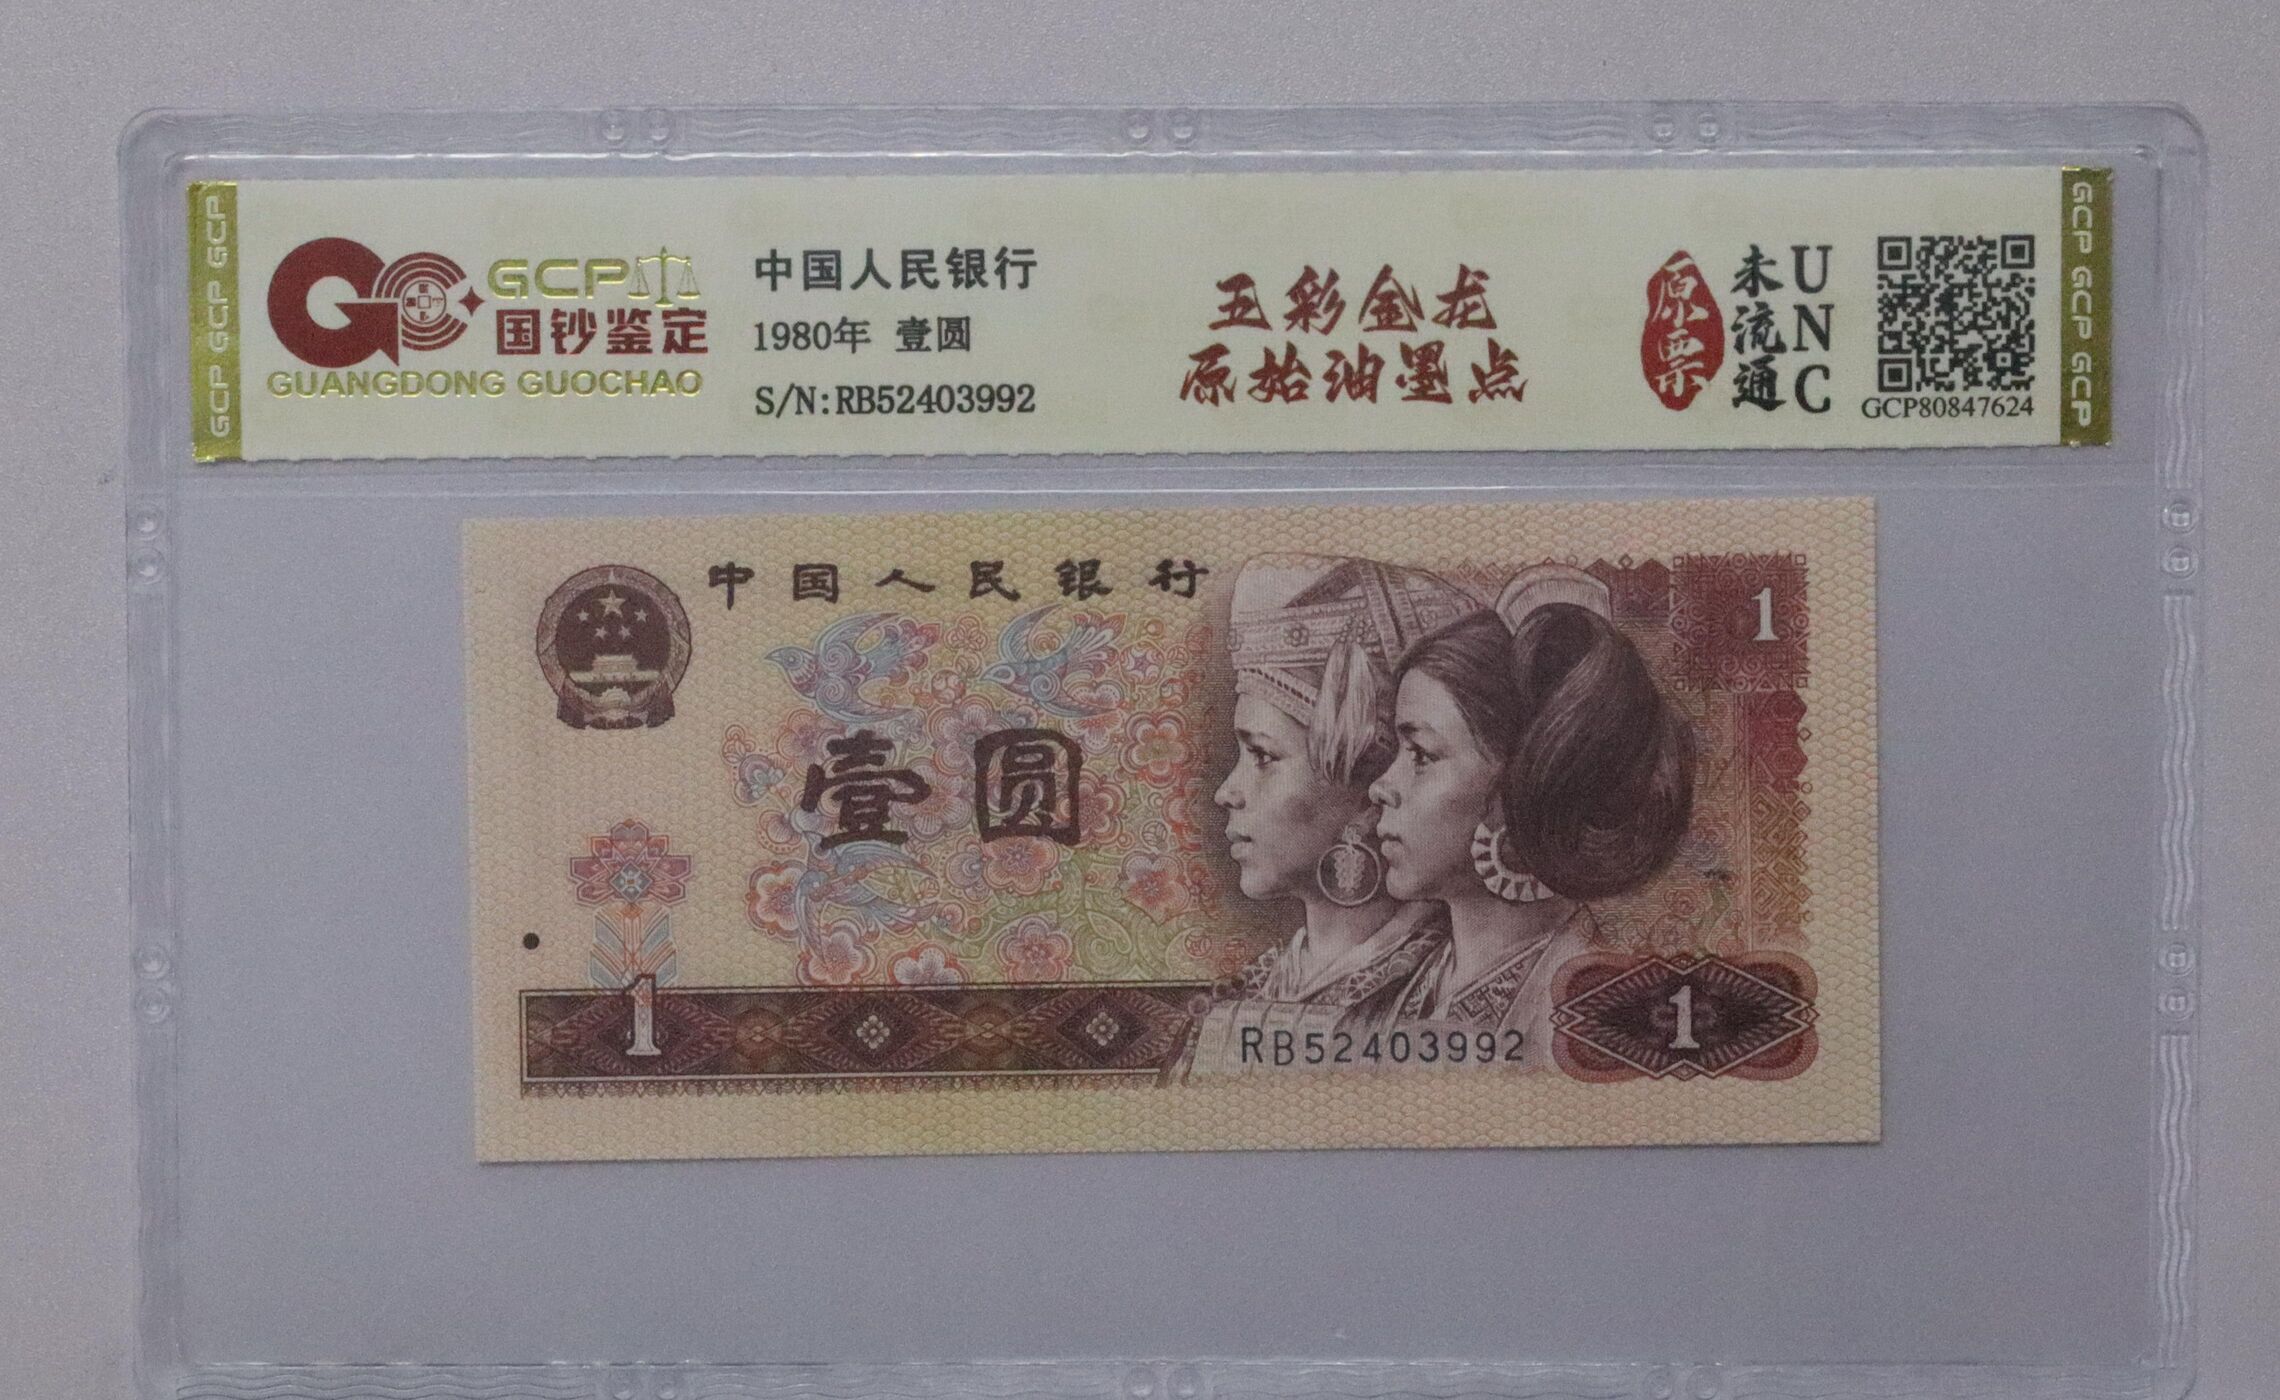 GCP GCP GCP
GCP
国钞鉴定
GUANGDONG GUOCHAO
中国人民银行
1980年 壹圆
S/N:RB52403992
五彩金龙
原始油墨点
原票
未流通
UNC
GCP80847624
GCP GCP GCP
中国人民银行
1
壹圆
1
RB52403992
1